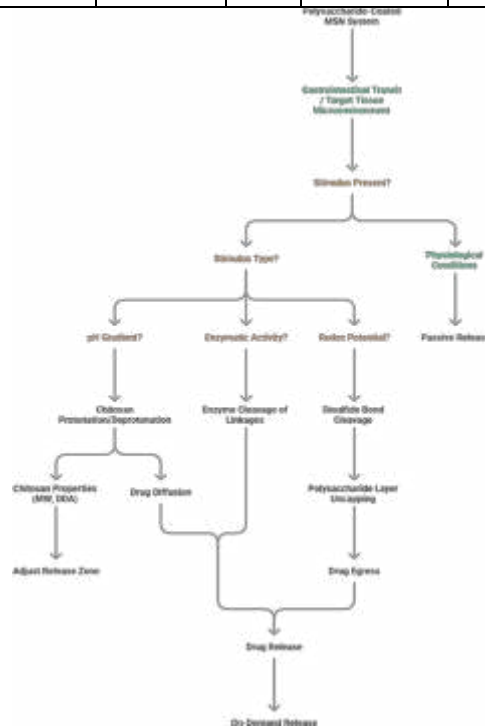 Polysaccharide-Coated
MSN System
Gastrointestinal Transit
/ Target Tissue
Microenvironment
Stimulus Present?
Stimulus Type?
Physiological
Conditions
pH Gradient?
Enzymatic Activity?
Redox Potential?
Passive Release
Chitosan
Protonation/Deprotonation
Enzyme Cleavage of
Linkages
Disulfide Bond
Cleavage
Chitosan Properties
(MW, DDA)
Drug Diffusion
Polysaccharide Layer
Uncapping
Adjust Release Zone
Drug Egress
Drug Release
On-Demand Release